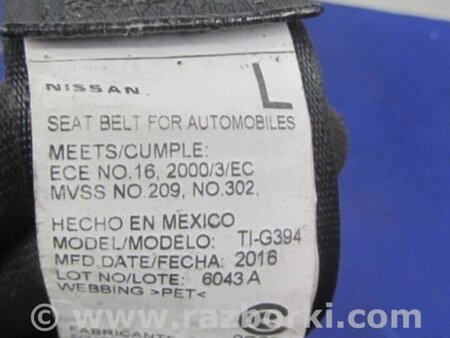 NISSAN
L
SEAT BELT FOR AUTOMOBILES
MEETS/CUMPLE:
ECE NO.16, 2000/3/EC
MVSS NO.209, NO.302,
HECHO EN MEXICO
MODEL/MODELO: TI-G394
MFD.DATE/FECHA: 2016
LOT NO/LOTE: 6043 A
WEBBING >PET<
FABRICANTE
www.razborki.com